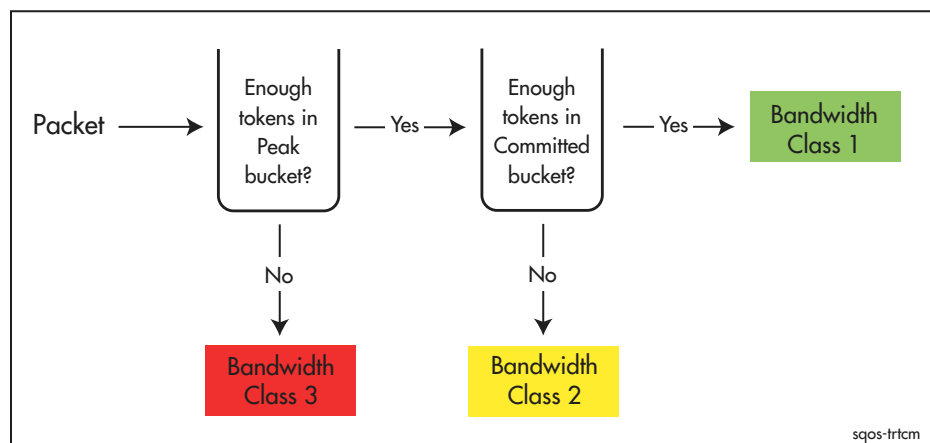 Packet
Enough
tokens in
Peak
bucket?
Yes
Enough
tokens in
Committed
bucket?
Yes
Bandwidth
Class 1
No
No
Bandwidth
Class 3
Bandwidth
Class 2
sqos-trtcm